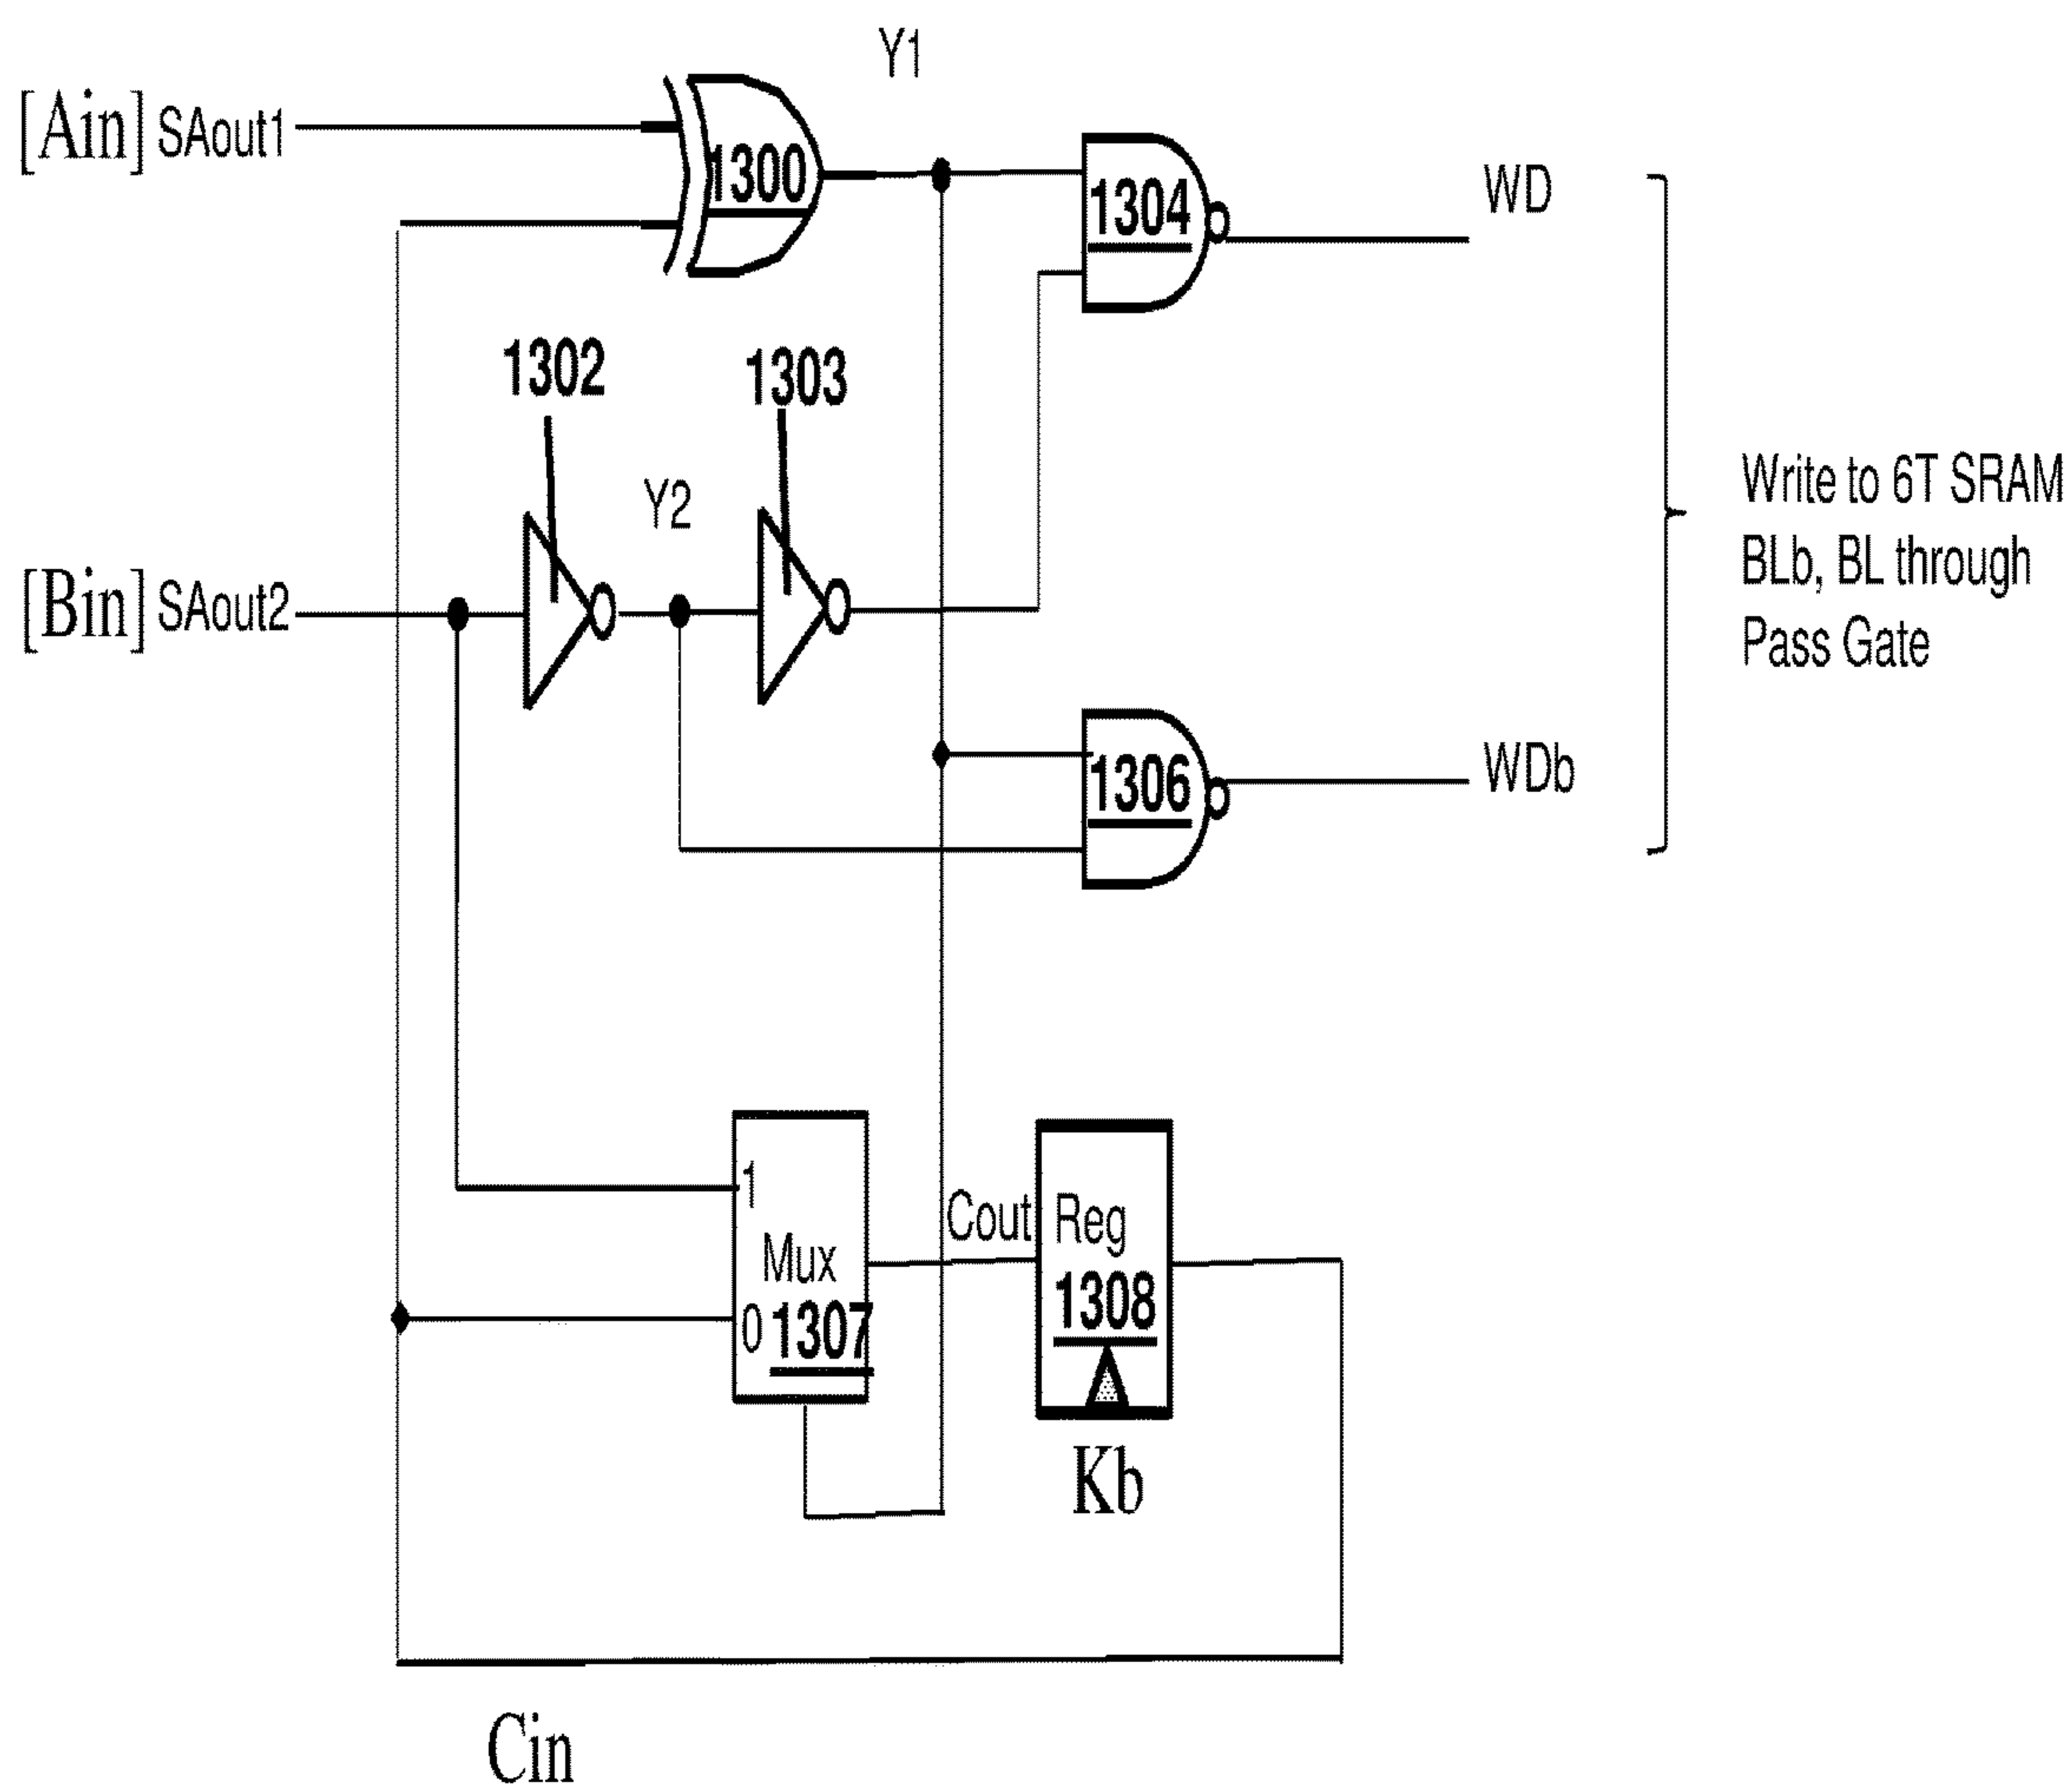 Y1
[Ain] SAout1
1300
1304
WD
1302
1303
Y2
Write to 6T SRAM
BLb, BL through
Pass Gate
[Bin] SAout2
1306
WDb
1
Mux
0 1307
Cout
Reg
1308
Kb
Cin